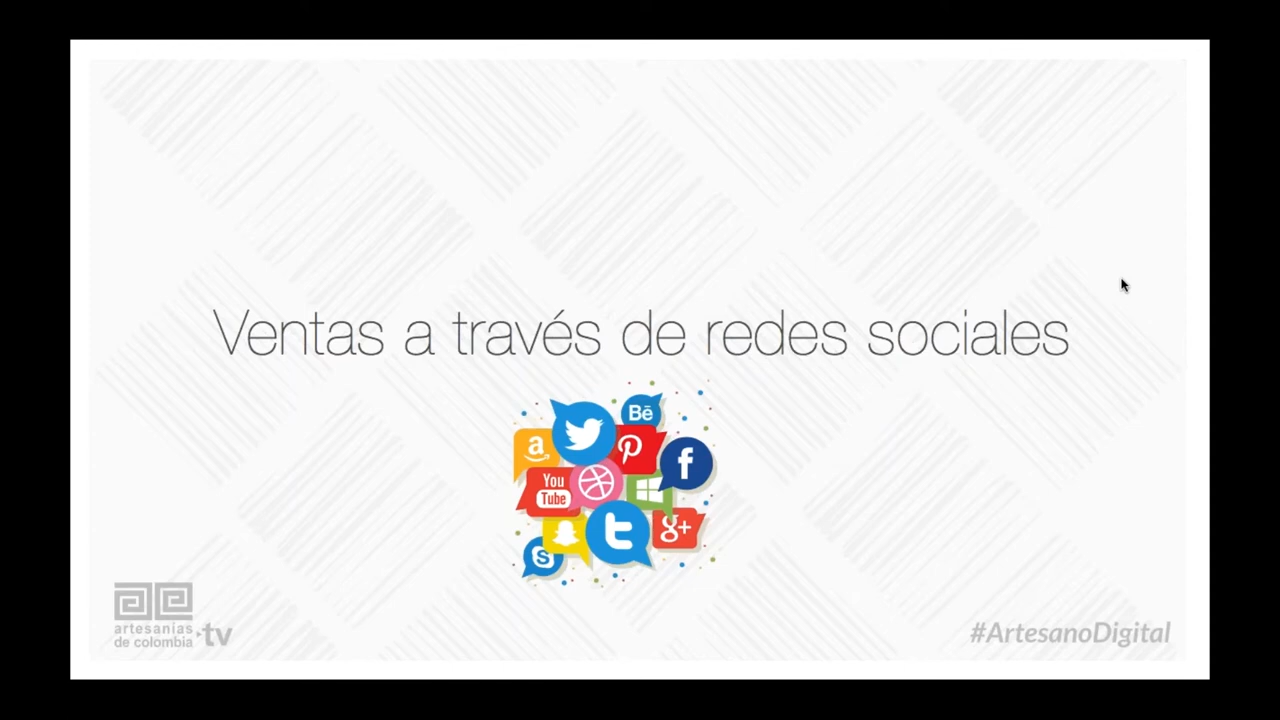 Ventas a través de redes sociales
Bē
a
You
Tube
f
t
g+
S
artesanías
de colombia
tv
#ArtesanoDigital